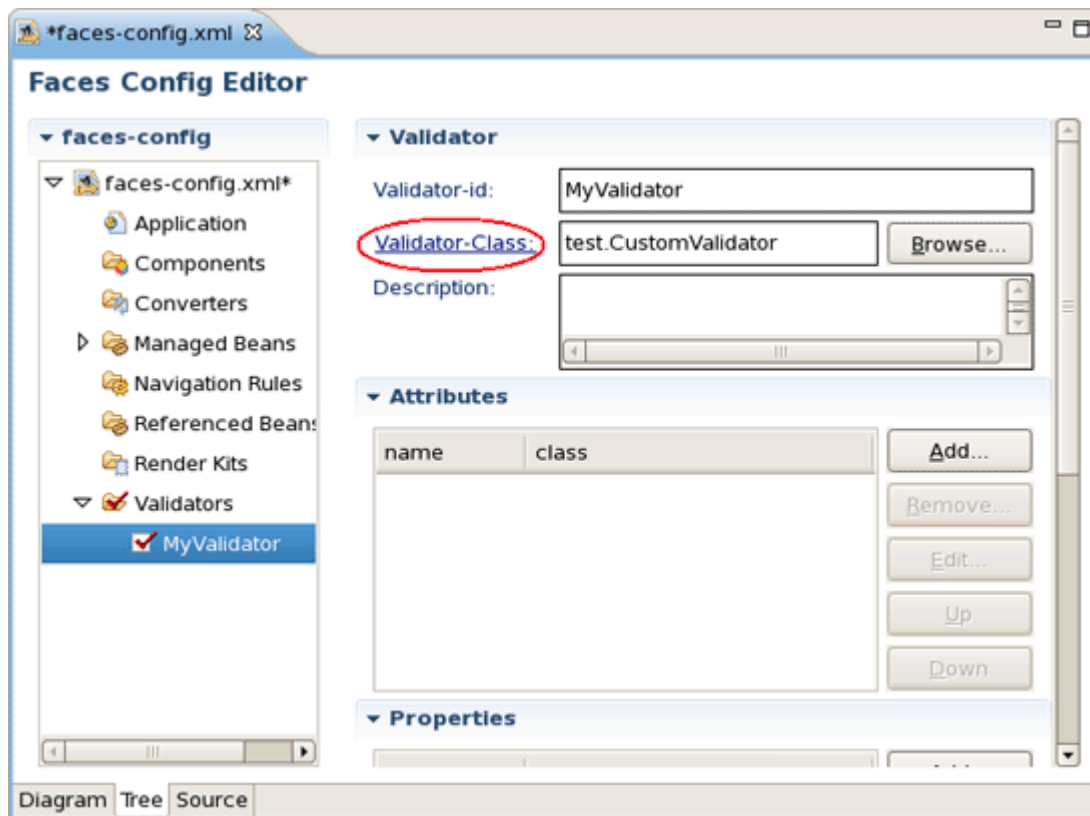 *faces-config.xml
Faces Config Editor
faces-config
faces-config.xml*
Application
Components
Converters
Managed Beans
Navigation Rules
Referenced Beans
Render Kits
Validators
MyValidator
Validator
Validator-id: MyValidator
Validator-Class: test.CustomValidator Browse...
Description:
Attributes
name class
Add...
Remove...
Edit...
Up
Down
Properties
Diagram Tree Source